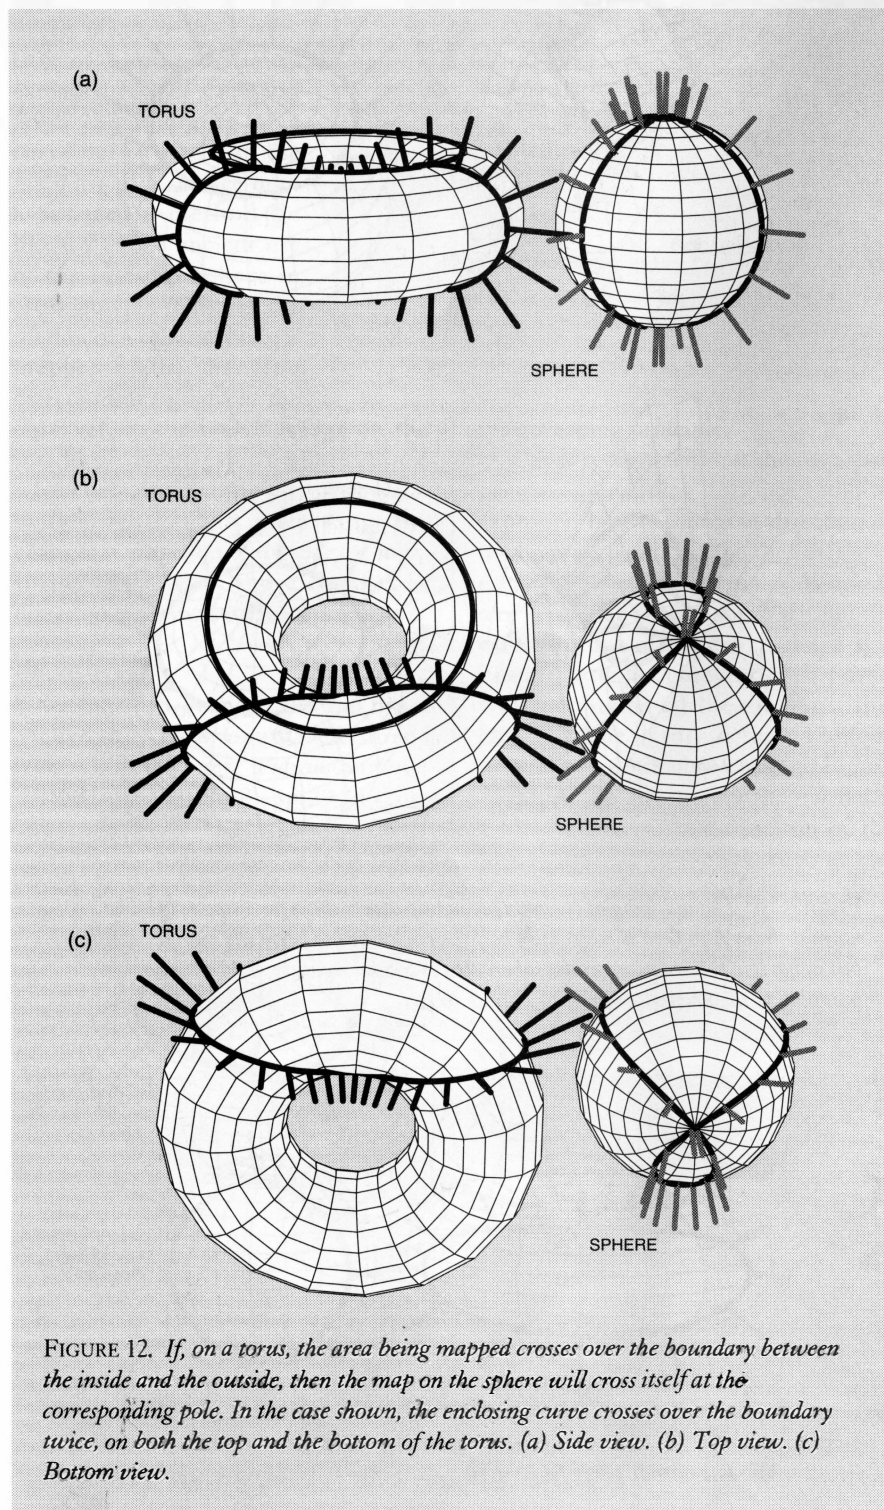 (a)
TORUS
SPHERE
(b)
TORUS
SPHERE
(c)
TORUS
SPHERE
FIGURE 12. If, on a torus, the area being mapped crosses over the boundary between
the inside and the outside, then the map on the sphere will cross itself at the
corresponding pole. In the case shown, the enclosing curve crosses over the boundary
twice, on both the top and the bottom of the torus. (a) Side view. (b) Top view. (c)
Bottom view.